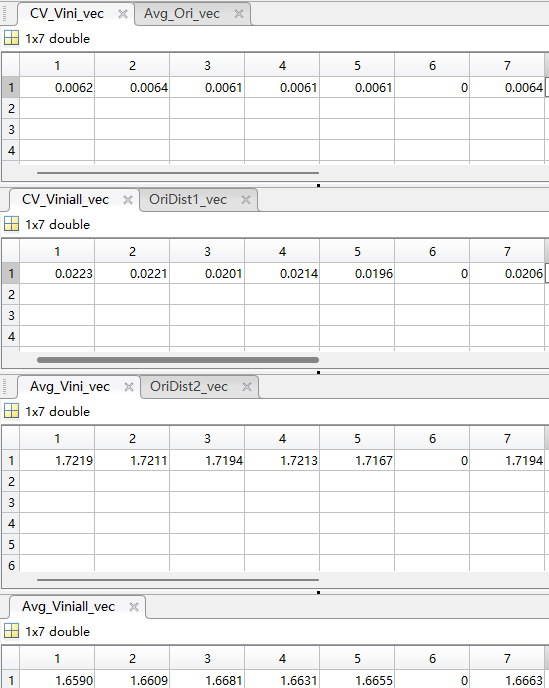 CV_Vini_vec Avg_Ori_vec
1x7 double
1 2 3 4 5 6 7
1 0.0062 0.0064 0.0061 0.0061 0.0061 0 0.0064
2
3
4
CV_Viniall_vec OriDist1_vec
1x7 double
1 2 3 4 5 6 7
1 0.0223 0.0221 0.0201 0.0214 0.0196 0 0.0206
2
3
4
Avg_Vini_vec OriDist2_vec
1x7 double
1 2 3 4 5 6 7
1 1.7219 1.7211 1.7194 1.7213 1.7167 0 1.7194
2
3
4
5
6
Avg_Viniall_vec
1x7 double
1 2 3 4 5 6 7
1 1.6590 1.6609 1.6681 1.6631 1.6655 0 1.6663